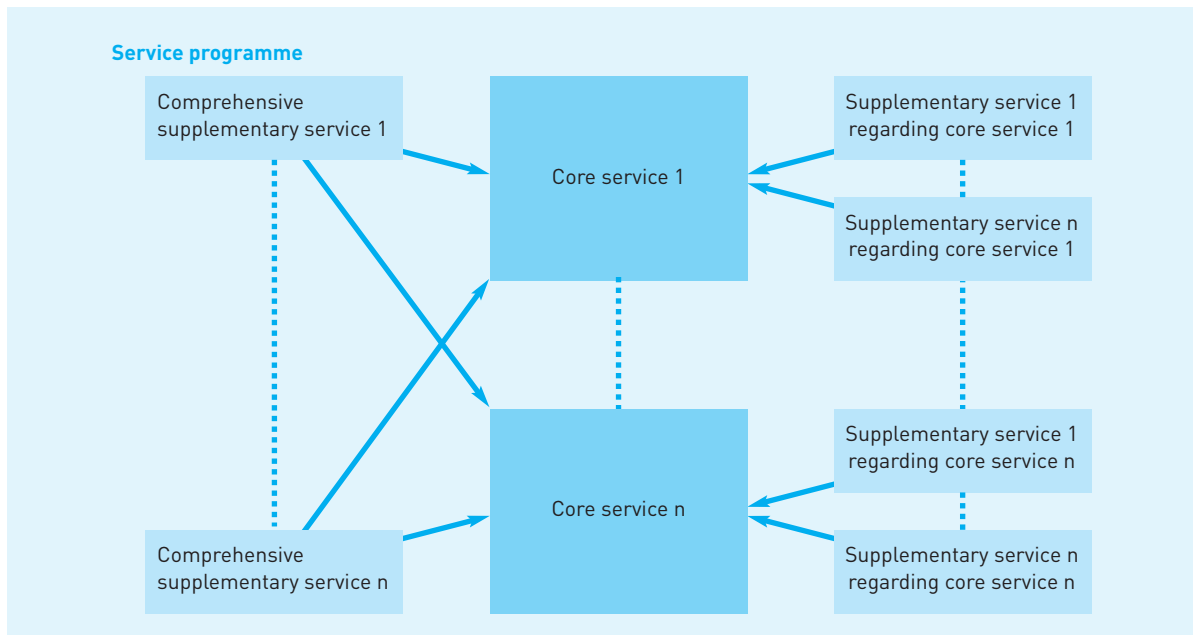 Service programme
Comprehensive
supplementary service 1
Core service 1
Supplementary service 1
regarding core service 1
Supplementary service n
regarding core service 1
Core service n
Supplementary service 1
regarding core service n
Comprehensive
supplementary service n
Supplementary service n
regarding core service n